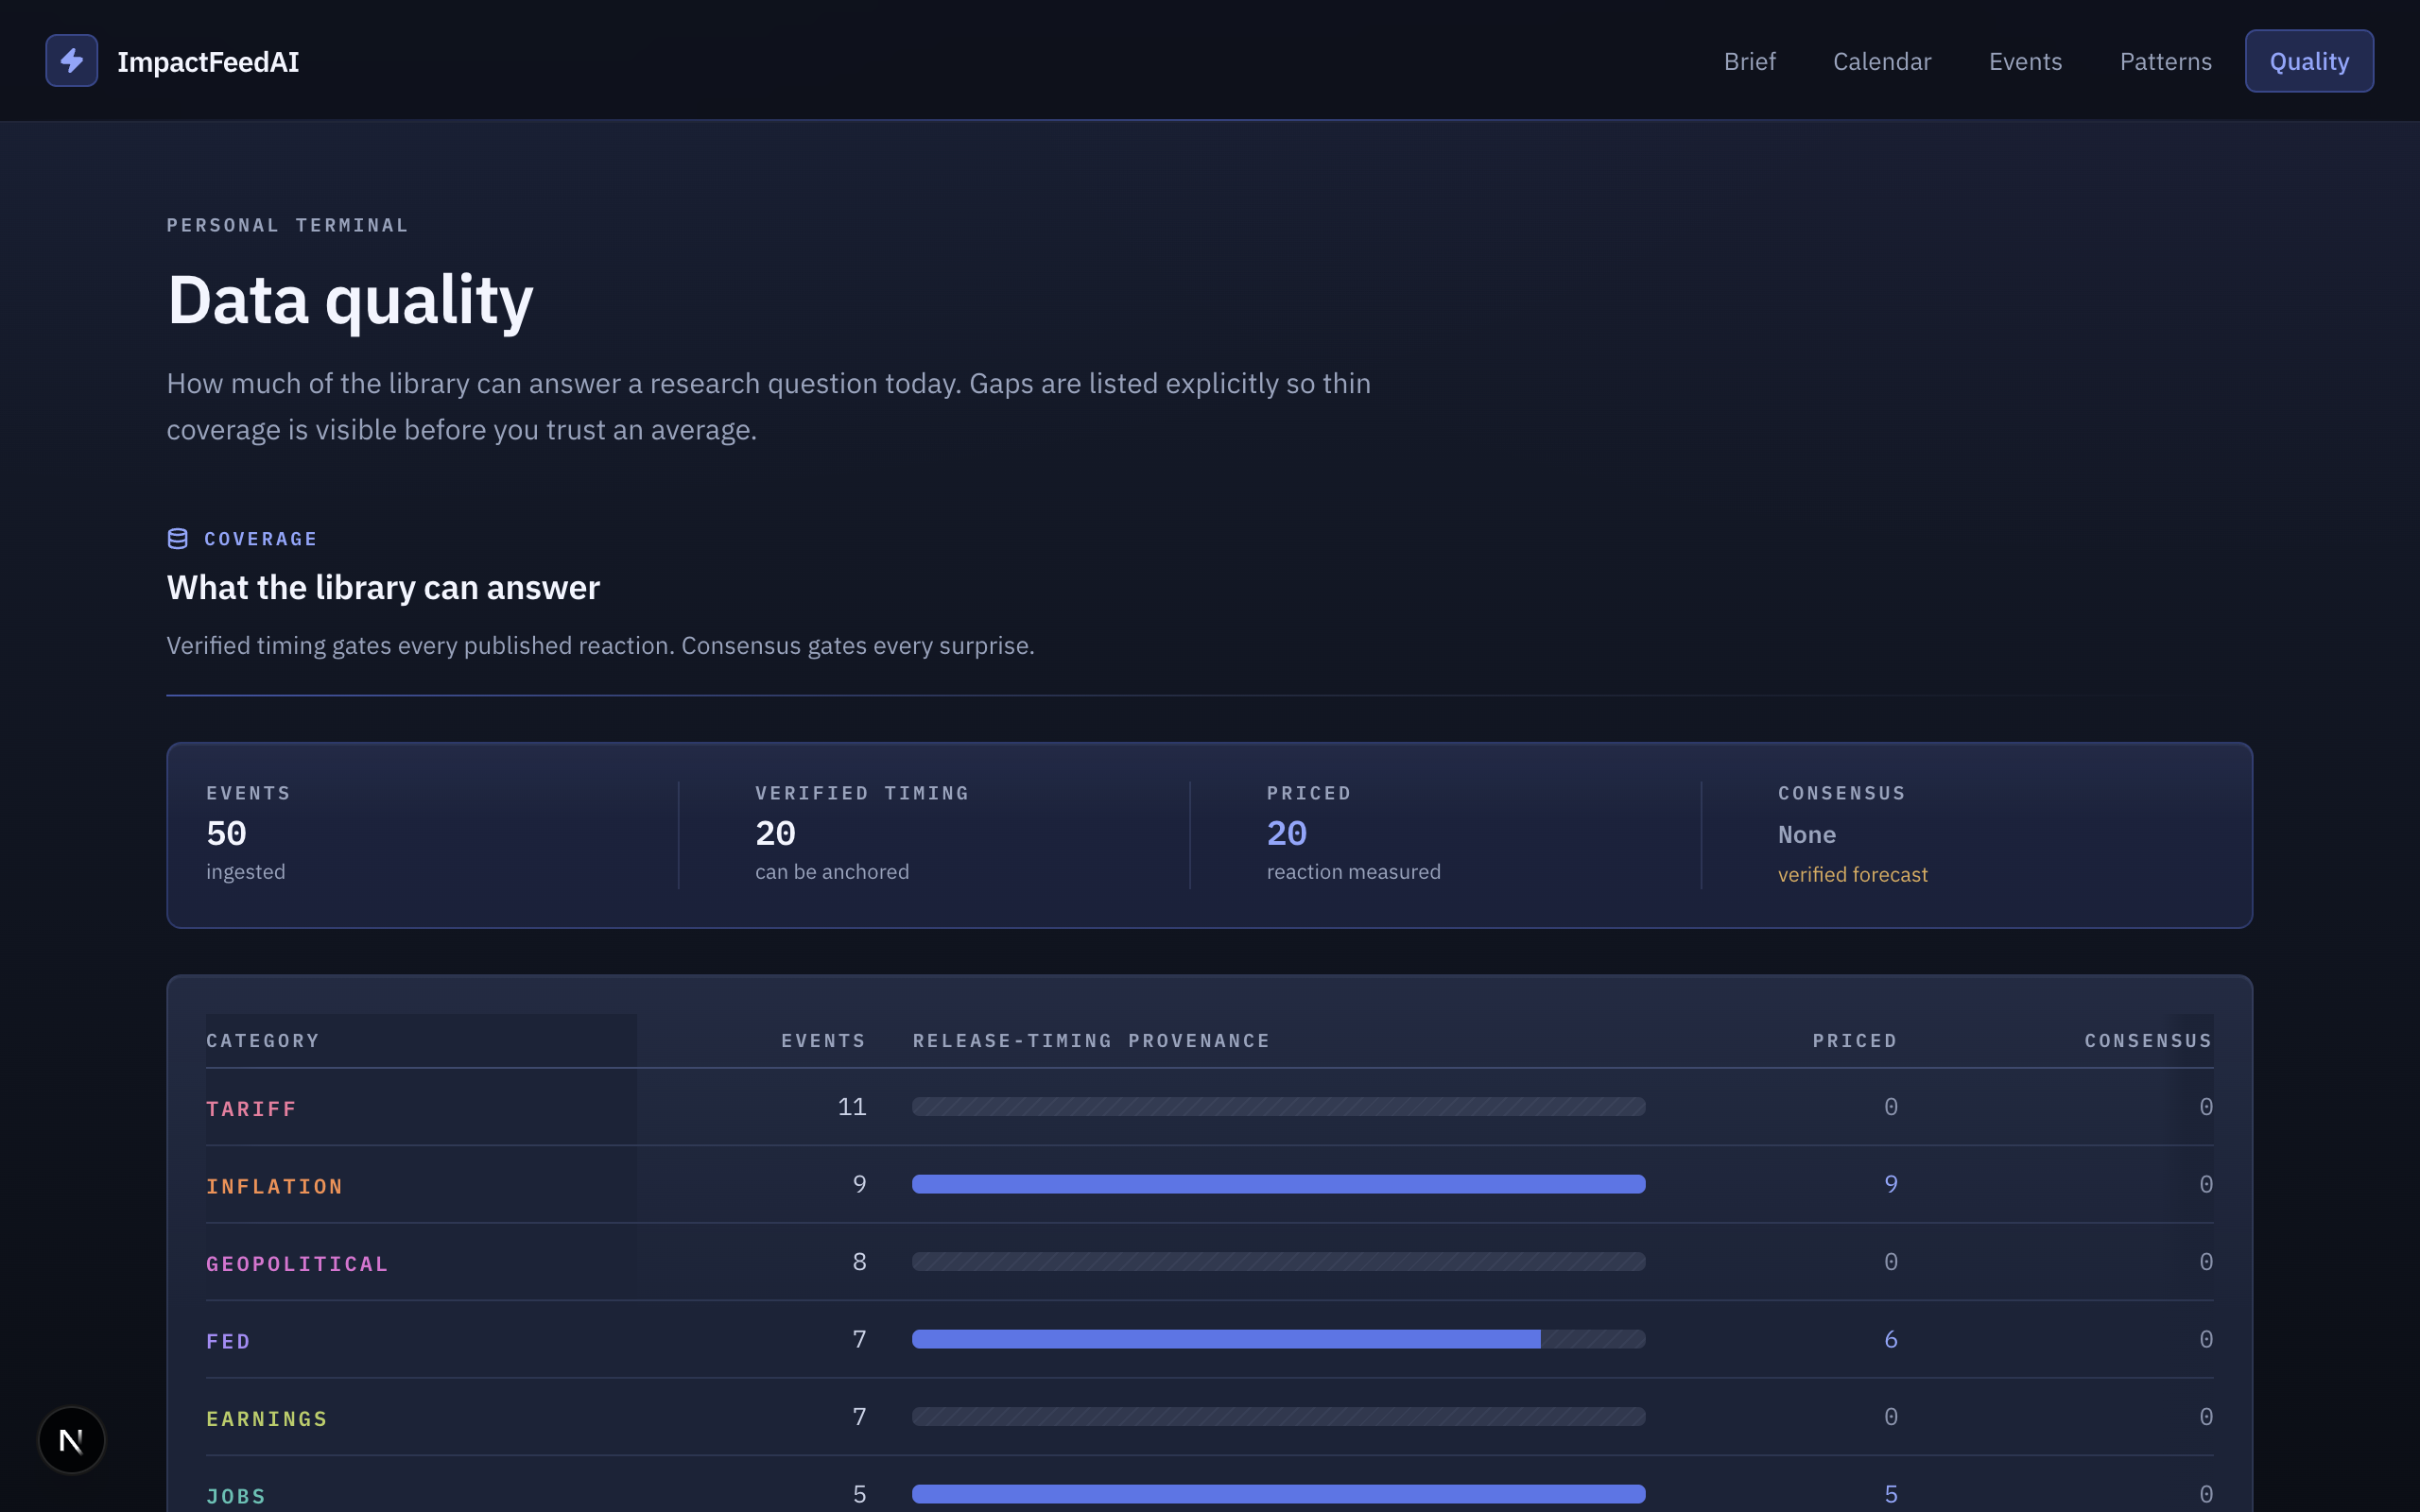 ImpactFeedAI
Brief Calendar Events Patterns Quality
PERSONAL TERMINAL
Data quality
How much of the library can answer a research question today. Gaps are listed explicitly so thin
coverage is visible before you trust an average.
COVERAGE
What the library can answer
Verified timing gates every published reaction. Consensus gates every surprise.
EVENTS VERIFIED TIMING PRICED CONSENSUS
50 20 20 None
ingested can be anchored reaction measured verified forecast
CATEGORY EVENTS RELEASE-TIMING PROVENANCE PRICED CONSENSUS
TARIFF 11 0 0
INFLATION 9 9 0
GEOPOLITICAL 8 0 0
FED 7 6 0
EARNINGS 7 0 0
N
JOBS 5 5 0